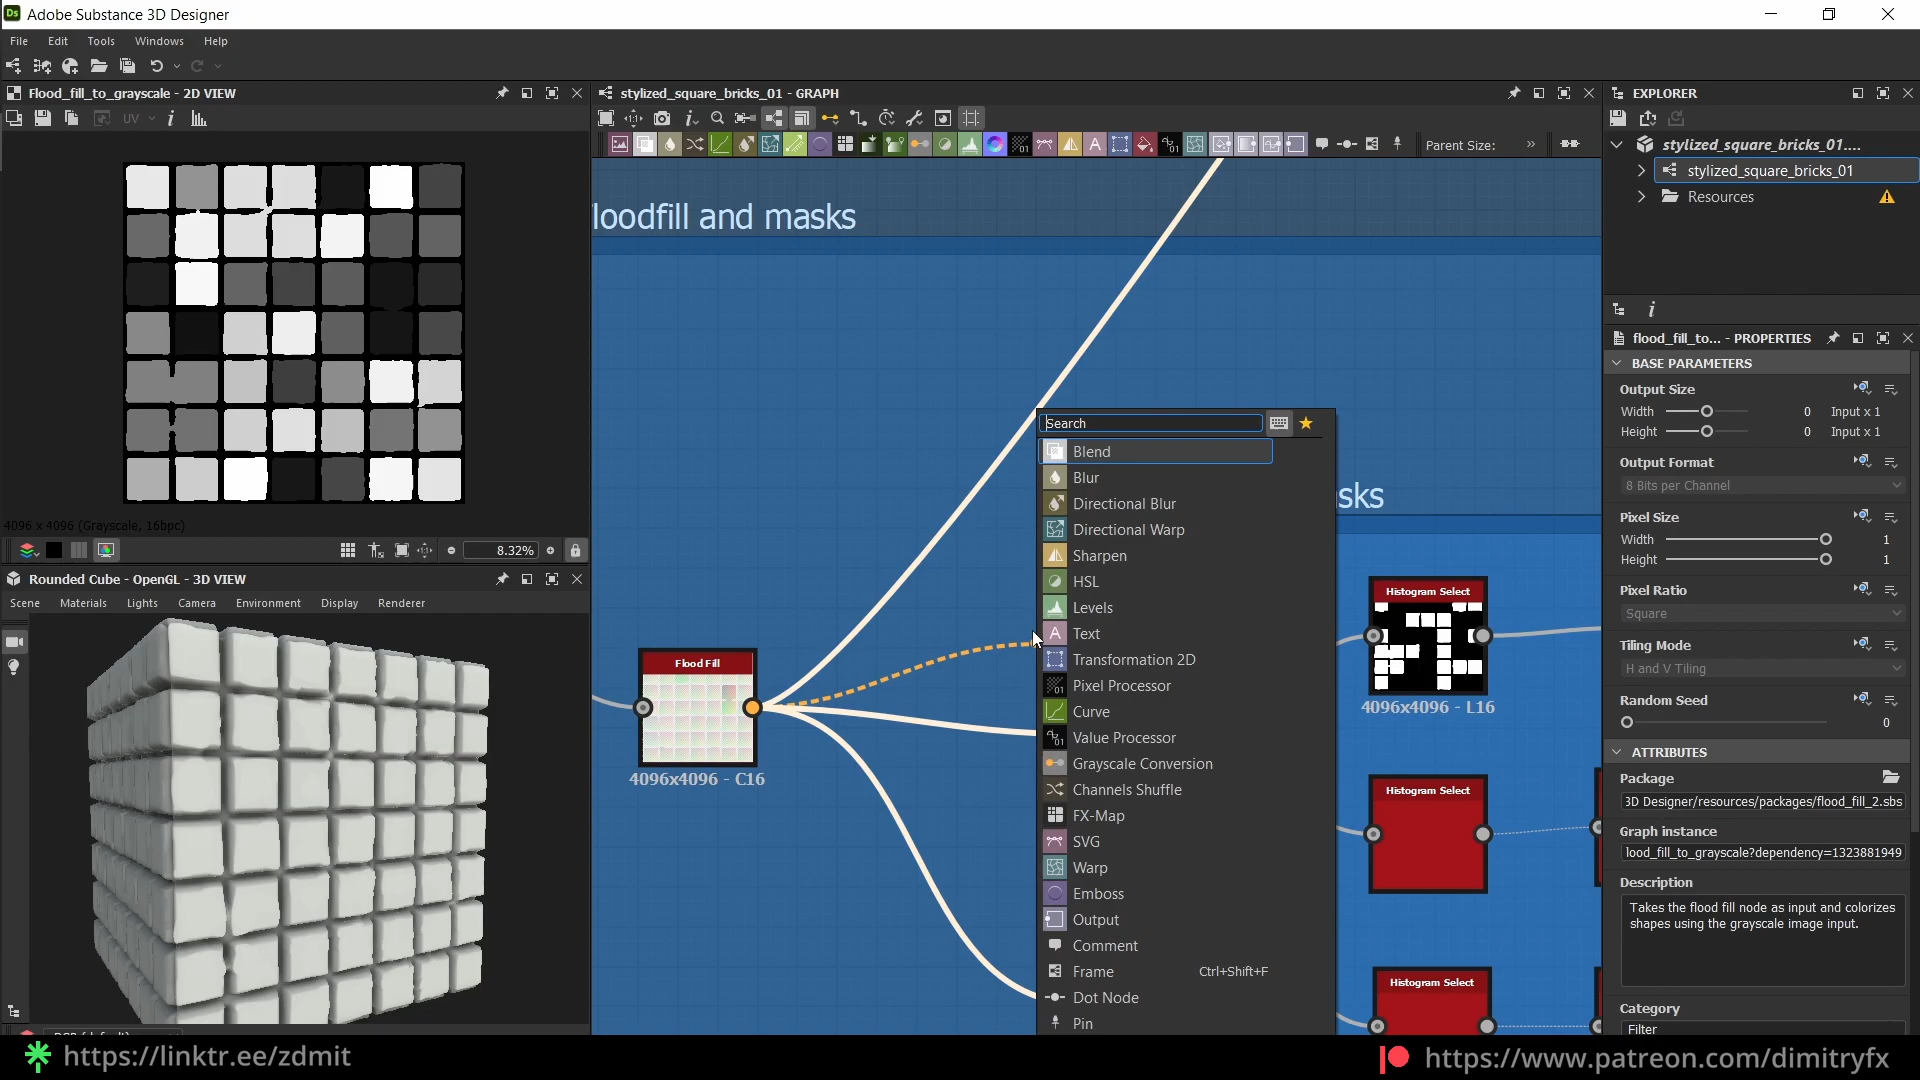 Ds Adobe Substance 3D Designer
File Edit Tools Windows Help
Flood_fill_to_grayscale - 2D VIEW
UV
4096 x 4096 (Grayscale, 16bpc)
8.32%
Rounded Cube - OpenGL - 3D VIEW
Scene Materials Lights Camera Environment Display Renderer
stylized_square_bricks_01 - GRAPH
Parent Size:
loodfill and masks
Flood Fill
4096x4096 - C16
Search
Blend
Blur
Directional Blur
Directional Warp
Sharpen
HSL
Levels
Text
Transformation 2D
Pixel Processor
Curve
Value Processor
Grayscale Conversion
Channels Shuffle
FX-Map
SVG
Warp
Emboss
Output
Comment
Frame Ctrl+Shift+F
Dot Node
Pin
sks
Histogram Select
4096x4096 - L16
Histogram Select
Histogram Select
EXPLORER
stylized_square_bricks_01....
stylized_square_bricks_01
Resources
flood_fill_to... - PROPERTIES
BASE PARAMETERS
Output Size
Width 0 Input x 1
Height 0 Input x 1
Output Format
8 Bits per Channel
Pixel Size
Width 1
Height 1
Pixel Ratio
Square
Tiling Mode
H and V Tiling
Random Seed
0
ATTRIBUTES
Package
3D Designer/resources/packages/flood_fill_2.sbs
Graph instance
lood_fill_to_grayscale?dependency=1323881949
Description
Takes the flood fill node as input and colorizes
shapes using the grayscale image input.
Category
Filter
https://linktr.ee/zdmit
https://www.patreon.com/dimitryfx